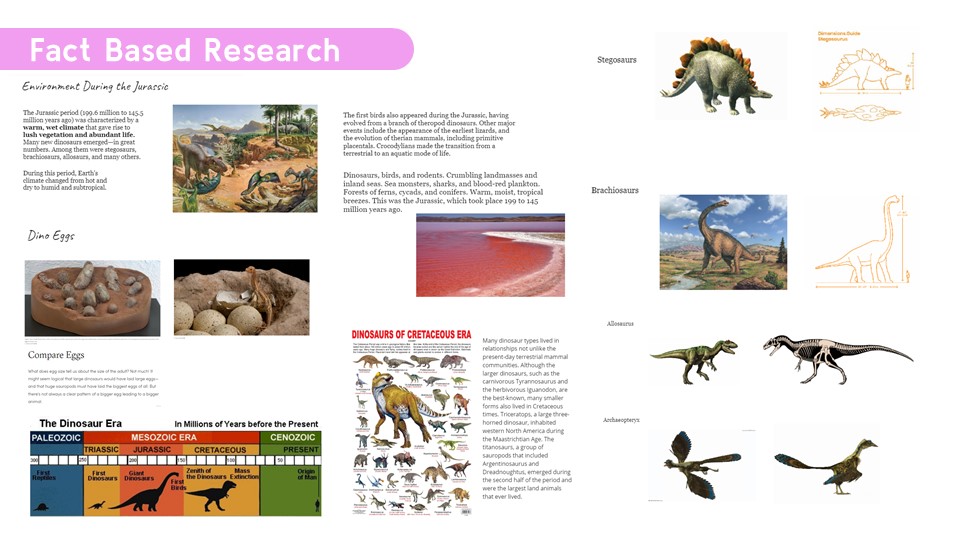 Fact Based Research
Environment During the Jurassic
The Jurassic period (199.6 million to 145.5
million years ago) was characterized by a
warm, wet climate that gave rise to
lush vegetation and abundant life.
Many new dinosaurs emerged—in great
numbers. Among them were stegosaurs,
brachiosaurs, allosaurs, and many others.
During this period, Earth's
climate changed from hot and
dry to humid and subtropical.
Dino Eggs
Compare Eggs
What does egg size tell us about the size of the adult? Not much! It
might seem logical that large dinosaurs would have laid large eggs—
and that huge sauropods must have laid the biggest eggs of all. But
there's not always a clear pattern of a bigger egg leading to a bigger
animal.
The Dinosaur Era
In Millions of Years before the Present
PALEOZOIC
MESOZOIC ERA
CENOZOIC
TRIASSIC
JURASSIC
CRETACEOUS
PRESENT
300
250
200
150
100
50
First
Reptiles
First
Dinosaurs
Giant
Dinosaurs
First
Birds
Zenith of
the Dinosaurs
Mass
Extinction
Origin
of Man
The first birds also appeared during the Jurassic, having
evolved from a branch of theropod dinosaurs. Other major
events include the appearance of the earliest lizards, and
the evolution of therian mammals, including primitive
placentals. Crocodylians made the transition from a
terrestrial to an aquatic mode of life.
Dinosaurs, birds, and rodents. Crumbling landmasses and
inland seas. Sea monsters, sharks, and blood-red plankton.
Forests of ferns, cycads, and conifers. Warm, moist, tropical
breezes. This was the Jurassic, which took place 199 to 145
million years ago.
DINOSAURS OF CRETACEOUS ERA
Many dinosaur types lived in
relationships not unlike the
present-day terrestrial mammal
communities. Although the
larger dinosaurs, such as the
carnivorous Tyrannosaurus and
the herbivorous Iguanodon, are
the best-known, many smaller
forms also lived in Cretaceous
times. Triceratops, a large three-
horned dinosaur, inhabited
western North America during
the Maastrichtian Age. The
titanosaurs, a group of
sauropods that included
Argentinosaurus and
Dreadnoughtus, emerged during
the second half of the period and
were the largest land animals
that ever lived.
Stegosaurs
Dimensions Guide
Stegosaurus
Brachiosaurs
Allosaurus
Archaeopteryx